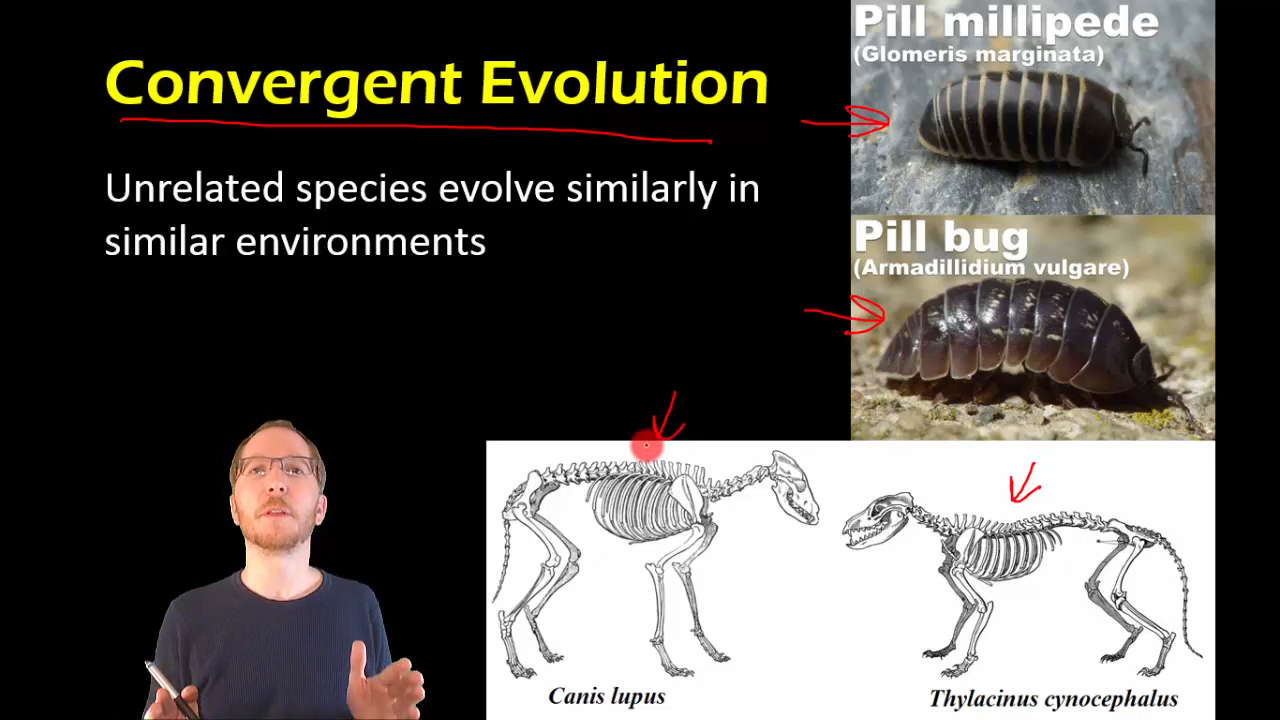 Convergent Evolution
Unrelated species evolve similarly in
similar environments
Pill millipede
(Glomeris marginata)
Pill bug
(Armadillidium vulgare)
Canis lupus
Thylacinus cynocephalus